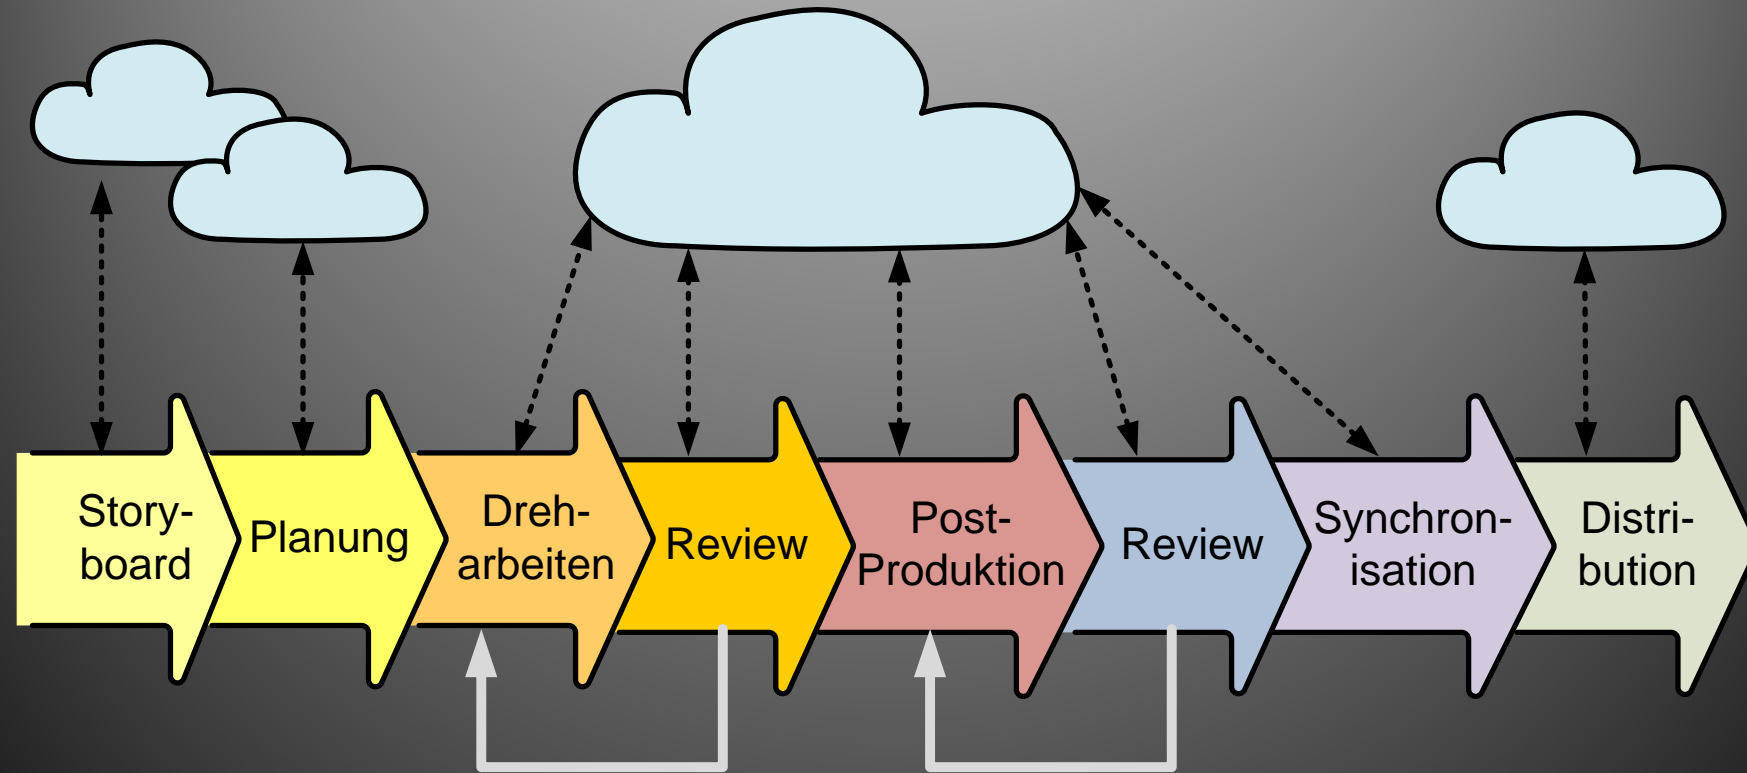 Story-
board
Planung
Dreh-
arbeiten
Review
Post-
Produktion
Review
Synchron-
isation
Distri-
bution